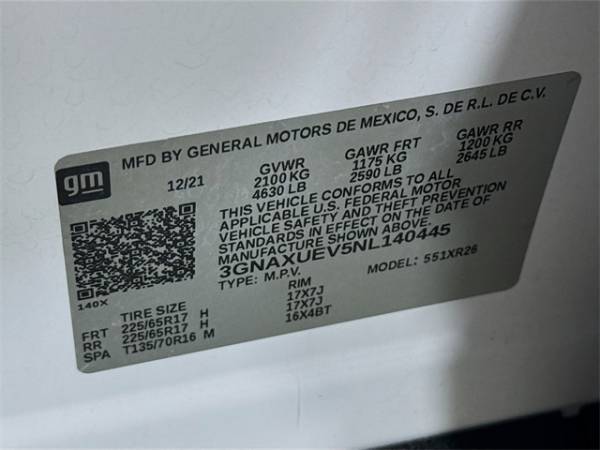 gm
MFD BY GENERAL MOTORS DE MEXICO, S. DE R.L. DE C.V.
12/21 GVWR GAWR FRT GAWR RR
2100 KG 1175 KG 1200 KG
4630 LB 2590 LB 2645 LB
THIS VEHICLE CONFORMS TO ALL
APPLICABLE U.S. FEDERAL MOTOR
VEHICLE SAFETY AND THEFT PREVENTION
STANDARDS IN EFFECT ON THE DATE OF
MANUFACTURE SHOWN ABOVE.
3GNAXUEV5NL140445
TYPE: M.P.V. MODEL: 551XR26
140X
TIRE SIZE RIM
FRT 225/65R17 H 17X7J
RR 225/65R17 H 17X7J
SPA T135/70R16 M 16X4BT